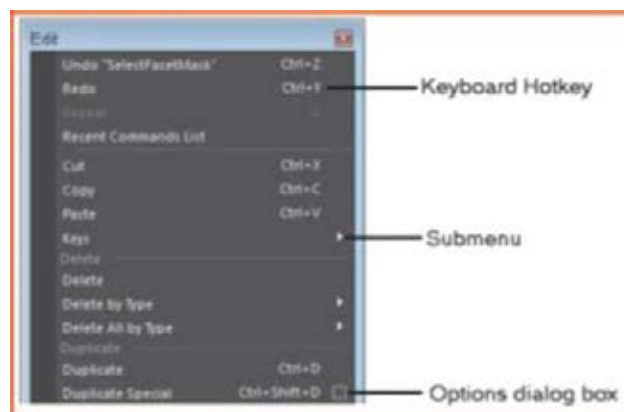 Edit
Undo "SelectFacetMask" Ctrl+Z
Redo Ctrl+Y
Keyboard Hotkey
Repeat G
Recent Commands List
Cut Ctrl+X
Copy Ctrl+C
Paste Ctrl+V
Keys
Submenu
Delete
Delete
Delete by Type
Delete All by Type
Duplicate
Duplicate Ctrl+D
Duplicate Special Ctrl+Shift+D
Options dialog box